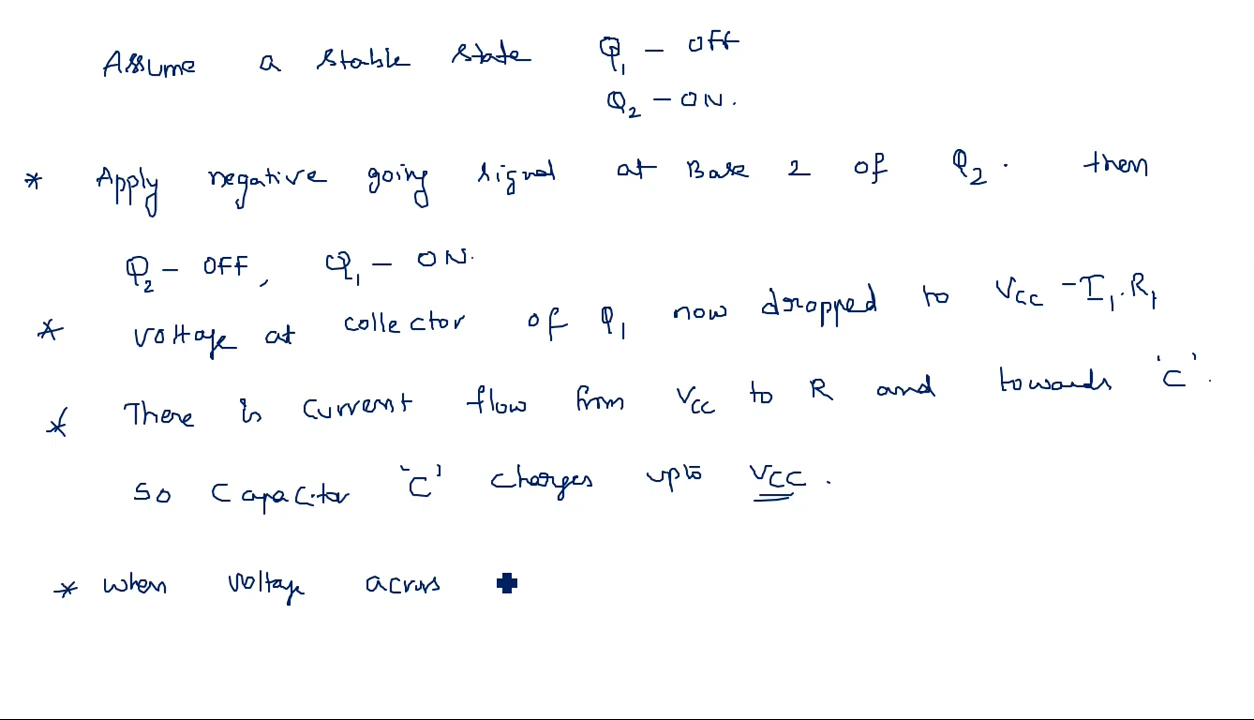 Assume a stable state Q1 - OFF
Q2 - ON.
* Apply negative going signal at Base 2 of Q2. then
Q2 - OFF, Q1 - ON.
* Voltage at collector of Q1 now dropped to VCC - I1.R1
* There is current flow from VCC to R and towards 'C'.
So Capacitor 'C' charges upto VCC.
* when voltage across